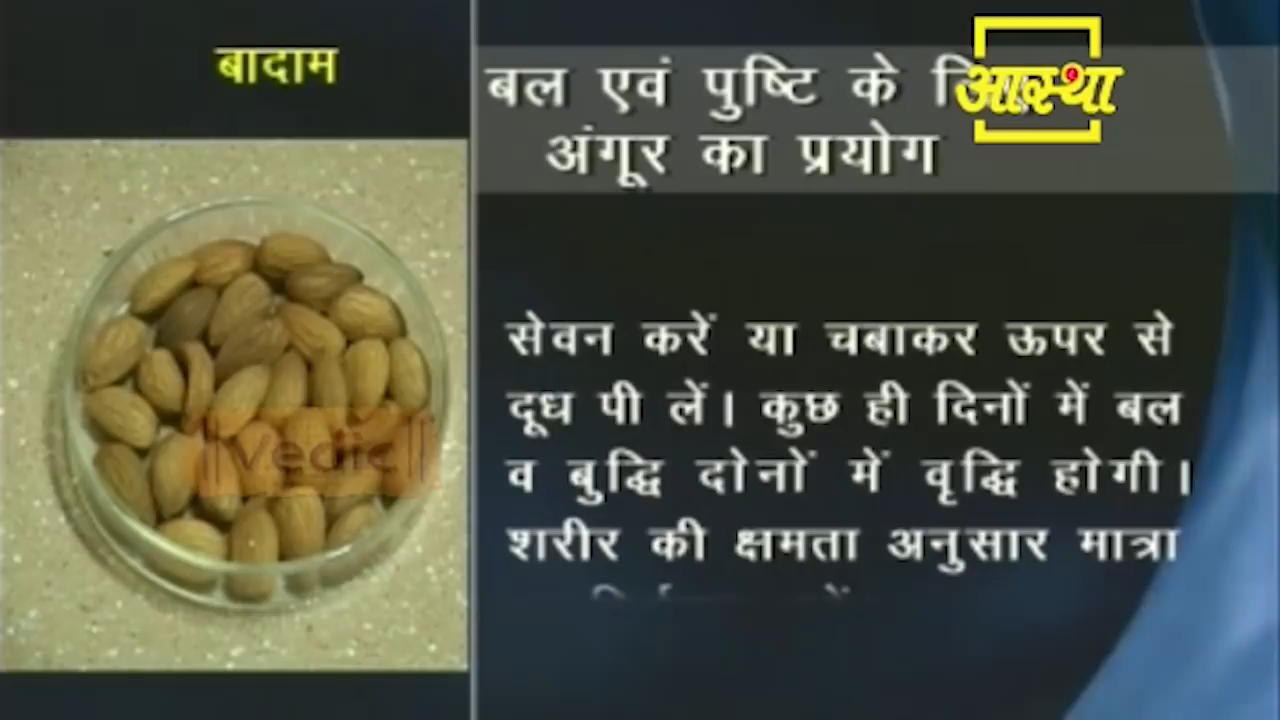 बादाम
बल एवं पुष्टि के
अंगूर का प्रयोग
आस्था
सेवन करें या चबाकर ऊपर से
दूध पी लें। कुछ ही दिनों में बल
व बुद्धि दोनों में वृद्धि होगी।
शरीर की क्षमता अनुसार मात्रा
||vedic||